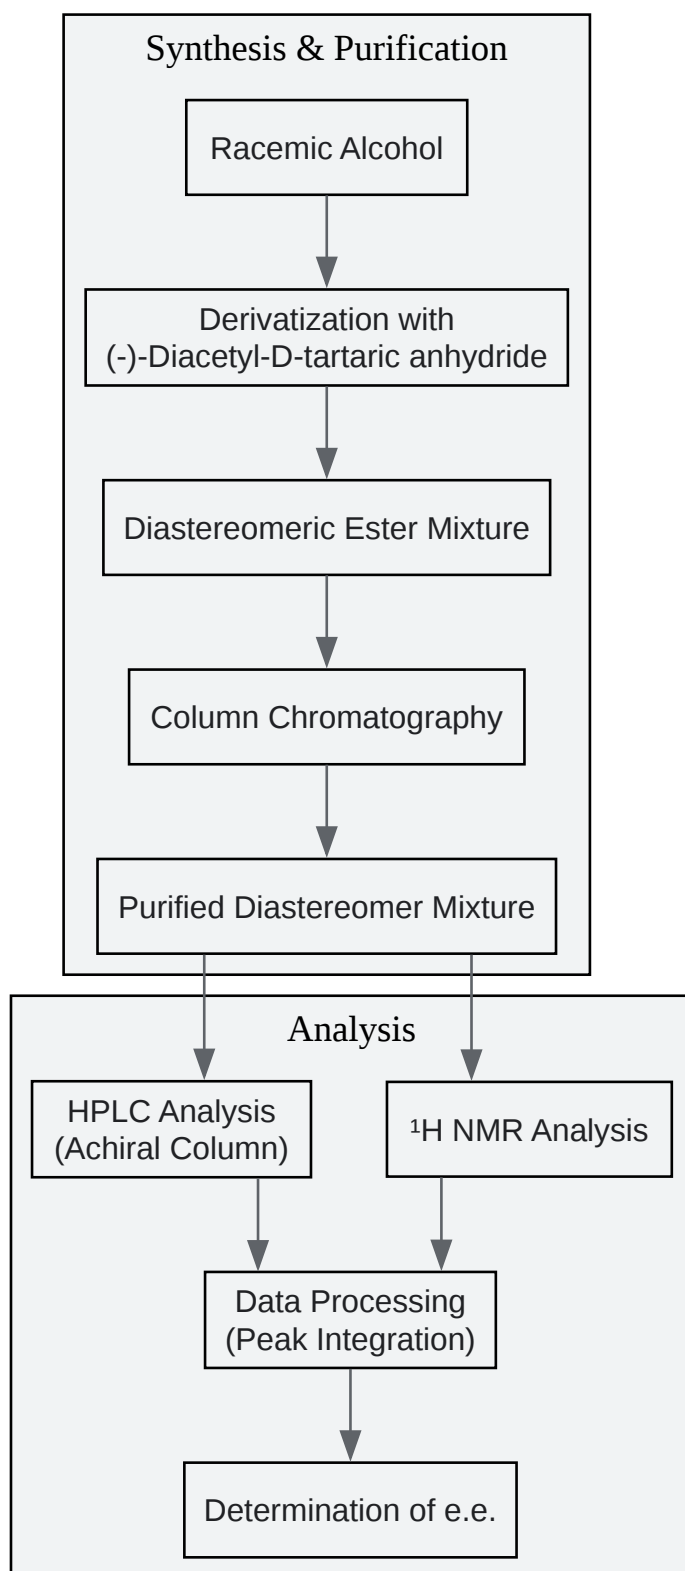 Synthesis & Purification
Racemic Alcohol
Derivatization with
(-)-Diacetyl-D-tartaric anhydride
Diastereomeric Ester Mixture
Column Chromatography
Purified Diastereomer Mixture
Analysis
HPLC Analysis
(Achiral Column)
¹H NMR Analysis
Data Processing
(Peak Integration)
Determination of e.e.